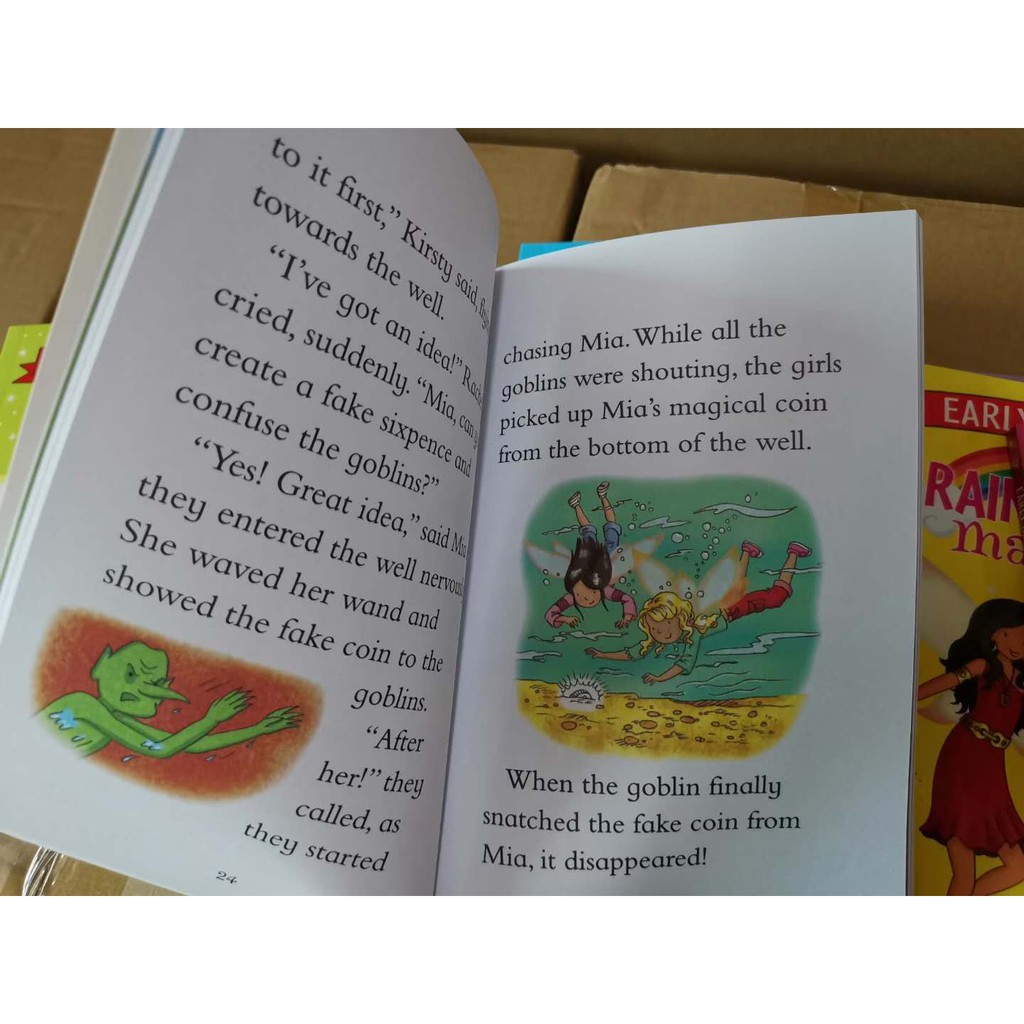 to it first,” Kirsty said,
towards the well.
“I’ve got an idea!”
cried, suddenly. “Mia, can
create a fake sixpence and
confuse the goblins?”
“Yes! Great idea,” said
they entered the well
She waved her wand and
showed the fake coin to the
goblins.
“After
her!” they
called, as
they started
24
chasing Mia. While all the
goblins were shouting, the girls
picked up Mia’s magical coin
from the bottom of the well.
When the goblin finally
snatched the fake coin from
Mia, it disappeared!